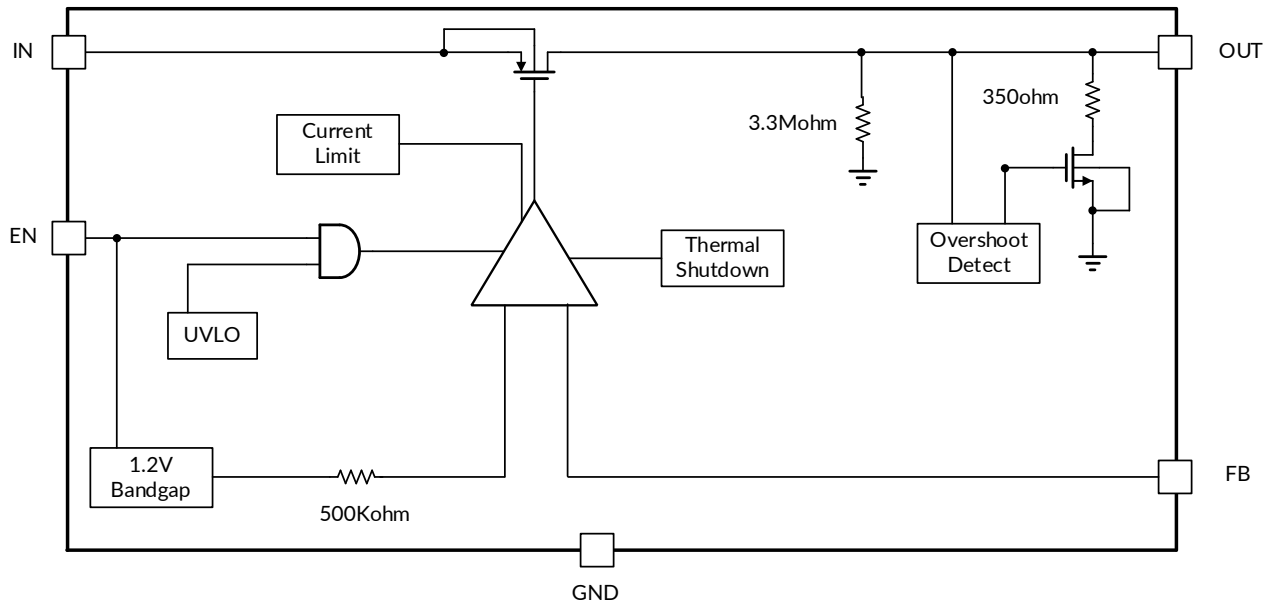 IN
OUT
350ohm
3.3Mohm
Current
Limit
EN
Thermal
Shutdown
Overshoot
Detect
UVLO
1.2V
Bandgap
FB
500Kohm
GND